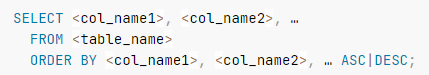 SELECT <col_name1>, <col_name2>, …
FROM <table_name>
ORDER BY <col_name1>, <col_name2>, … ASC|DESC;